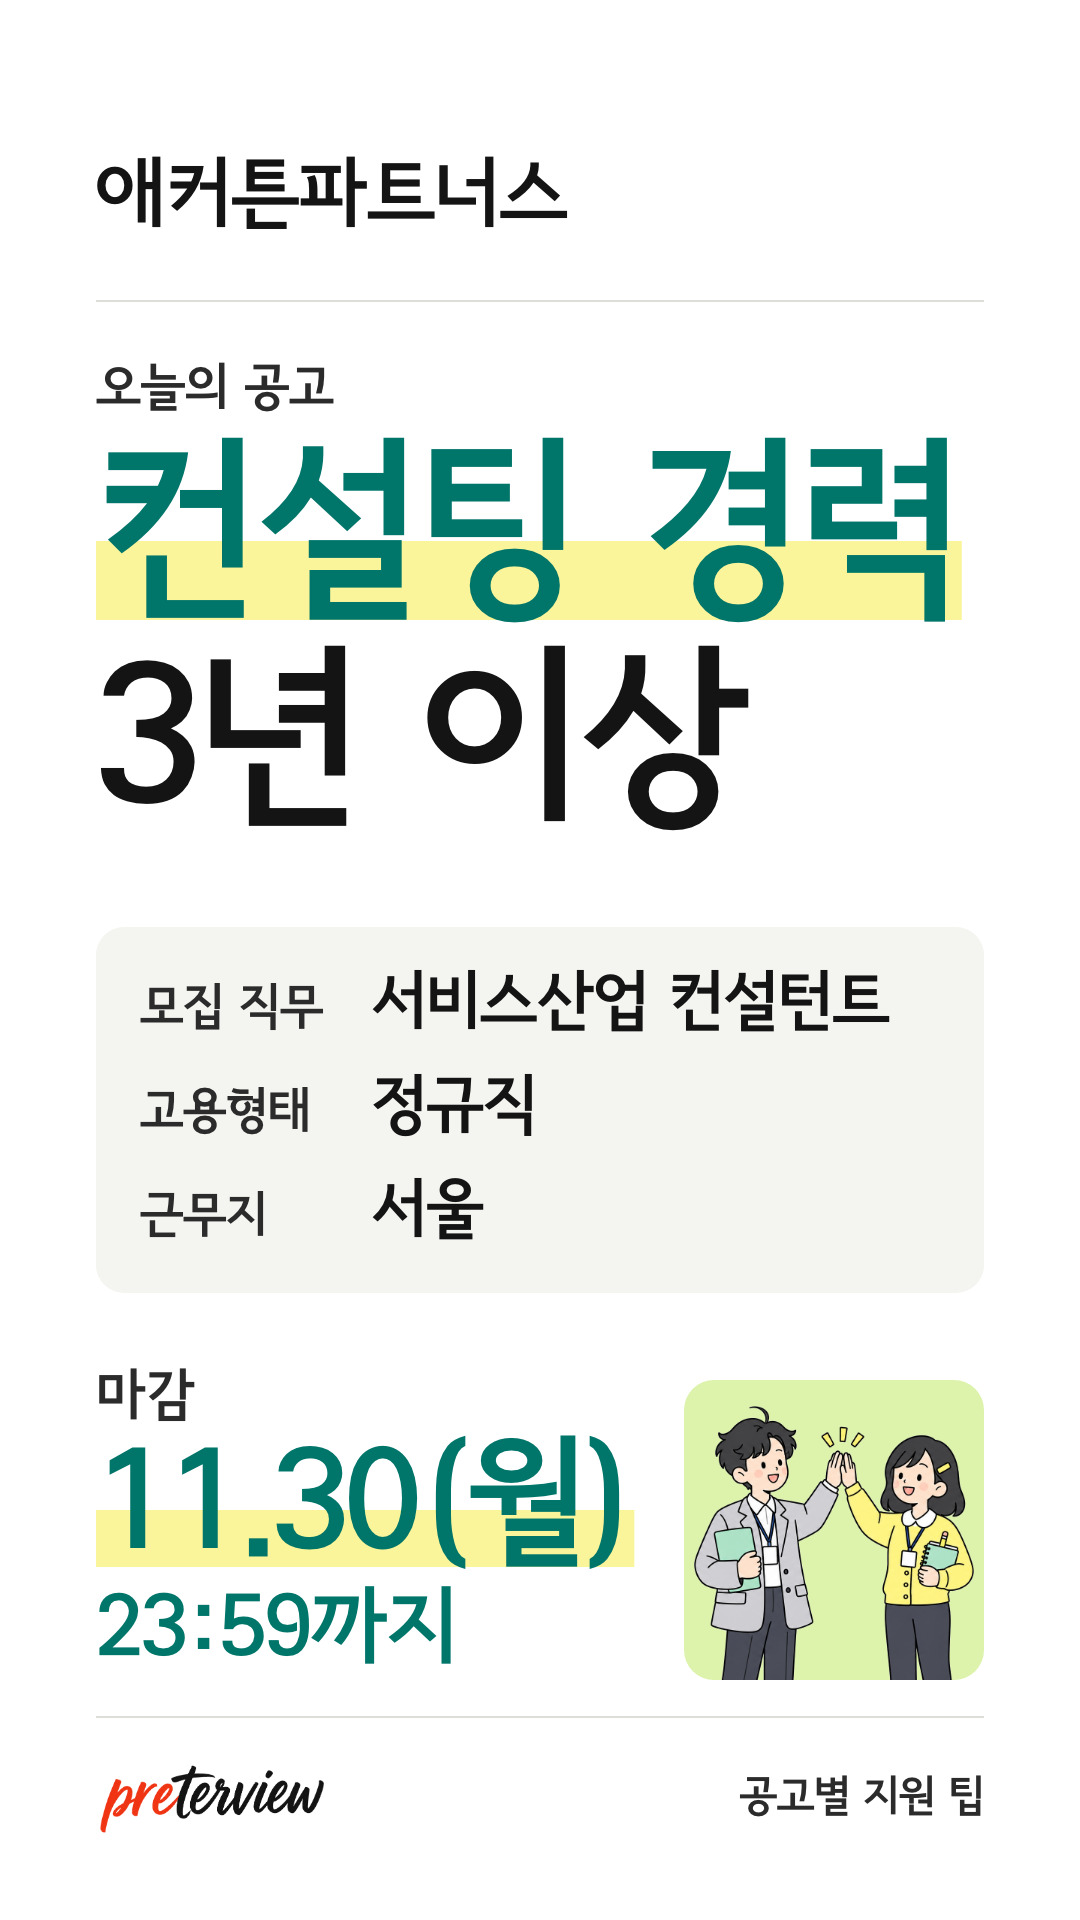 애커튼파트너스
오늘의 공고
컨설팅 경력
3년 이상
모집 직무 서비스산업 컨설턴트
고용형태 정규직
근무지 서울
마감
11.30(월)
23:59까지
preterview 공고별 지원 팁